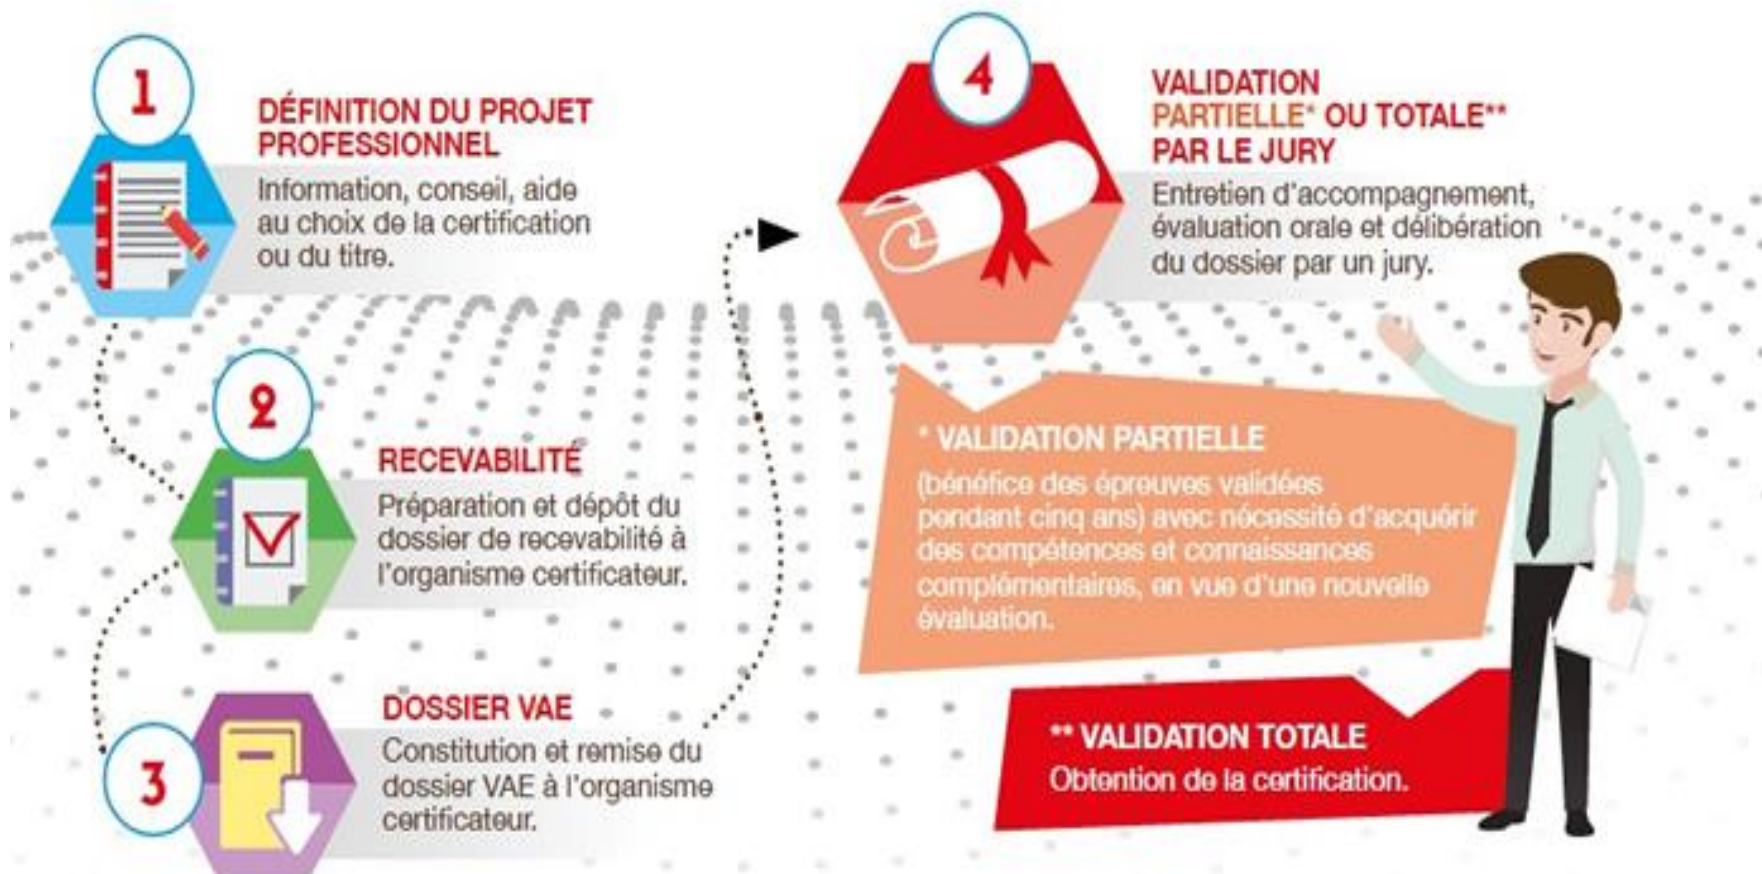 1
DÉFINITION DU PROJET
PROFESSIONNEL
Information, conseil, aide
au choix de la certification
ou du titre.
2
RECEVABILITÉ
Préparation et dépôt du
dossier de recevabilité à
l'organisme certificateur.
3
DOSSIER VAE
Constitution et remise du
dossier VAE à l'organisme
certificateur.
4
VALIDATION
PARTIELLE* OU TOTALE**
PAR LE JURY
Entretien d'accompagnement,
évaluation orale et délibération
du dossier par un jury.
* VALIDATION PARTIELLE
(bénéfice des épreuves validées
pendant cinq ans) avec nécessité d'acquérir
des compétences et connaissances
complémentaires, en vue d'une nouvelle
évaluation.
** VALIDATION TOTALE
Obtention de la certification.